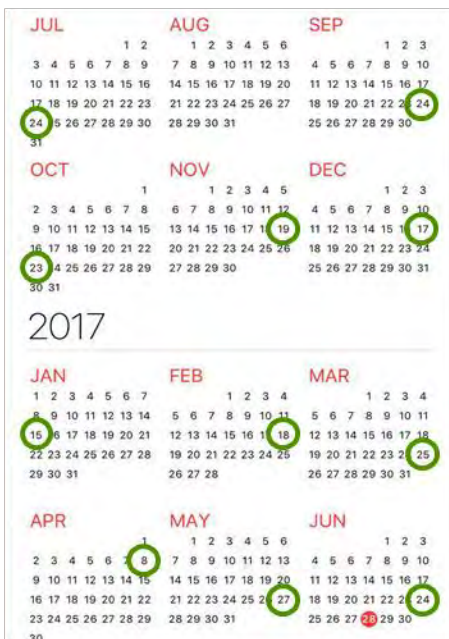 JUL
1 2
3 4 5 6 7 8 9
10 11 12 13 14 15 16
17 18 19 20 21 22 23
24 26 27 28 29 30
31
AUG
1 2 3 4 5 6
7 8 9 10 11 12 13
14 15 16 17 18 19 20
21 22 23 24 25 26 27
28 29 30 31
SEP
1 2 3
4 5 6 7 8 9 10
11 12 13 14 15 16 17
18 19 20 21 22 24
25 26 27 28 29 30
OCT
1
2 3 4 5 6 7 8
9 10 11 12 13 14 15
16 17 18 19 20 21 22
23 25 26 27 28 29
30 31
NOV
1 2 3 4 5
6 7 8 9 10 11 12
13 14 15 16 17 19
20 21 22 23 24 25 26
27 28 29 30
DEC
1 2 3
4 5 6 7 8 9 10
11 12 13 14 15 16 17
18 19 20 21 22 23 24
25 26 27 28 29 30 31
2017
JAN
1 2 3 4 5 6 7
8 9 10 11 12 13 14
15 17 18 19 20 21
22 23 24 25 26 27 28
29 30 31
FEB
1 2 3 4
5 6 7 8 9 10 11
12 13 14 15 16 18
19 20 21 22 23 24 25
26 27 28
MAR
1 2 3 4
5 6 7 8 9 10 11
12 13 14 15 16 17 18
19 20 21 22 23 24 25
26 27 28 29 30 31
APR
1
2 3 4 5 6 8
9 10 11 12 13 14 15
16 17 18 19 20 21 22
23 24 25 26 27 28 29
30
MAY
1 2 3 4 5 6
7 8 9 10 11 12 13
14 15 16 17 18 19 20
21 22 23 24 25 27
28 29 30 31
JUN
1 2 3
4 5 6 7 8 9 10
11 12 13 14 15 16 17
18 19 20 21 22 24
25 26 27 28 29 30